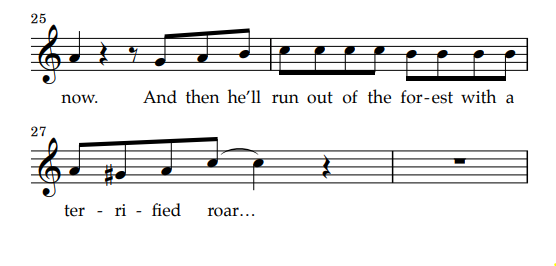 25
now. And then he'll run out of the for-est with a
27
ter - ri - fied roar...